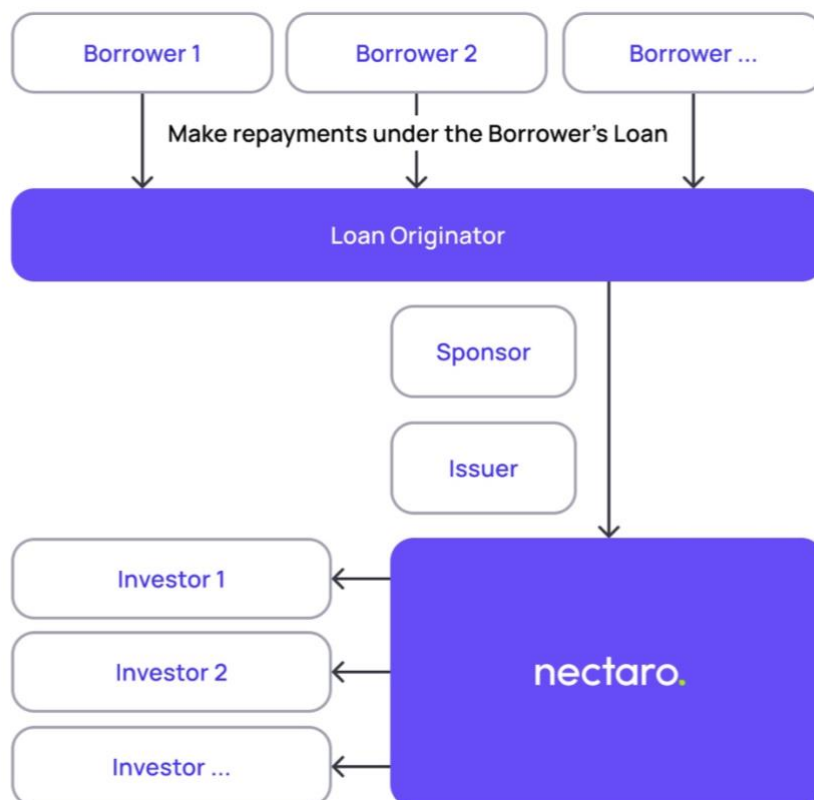 Borrower 1
Borrower 2
Borrower ...
Make repayments under the Borrower’s Loan
Loan Originator
Sponsor
Issuer
Investor 1
Investor 2
Investor ...
nectaro.